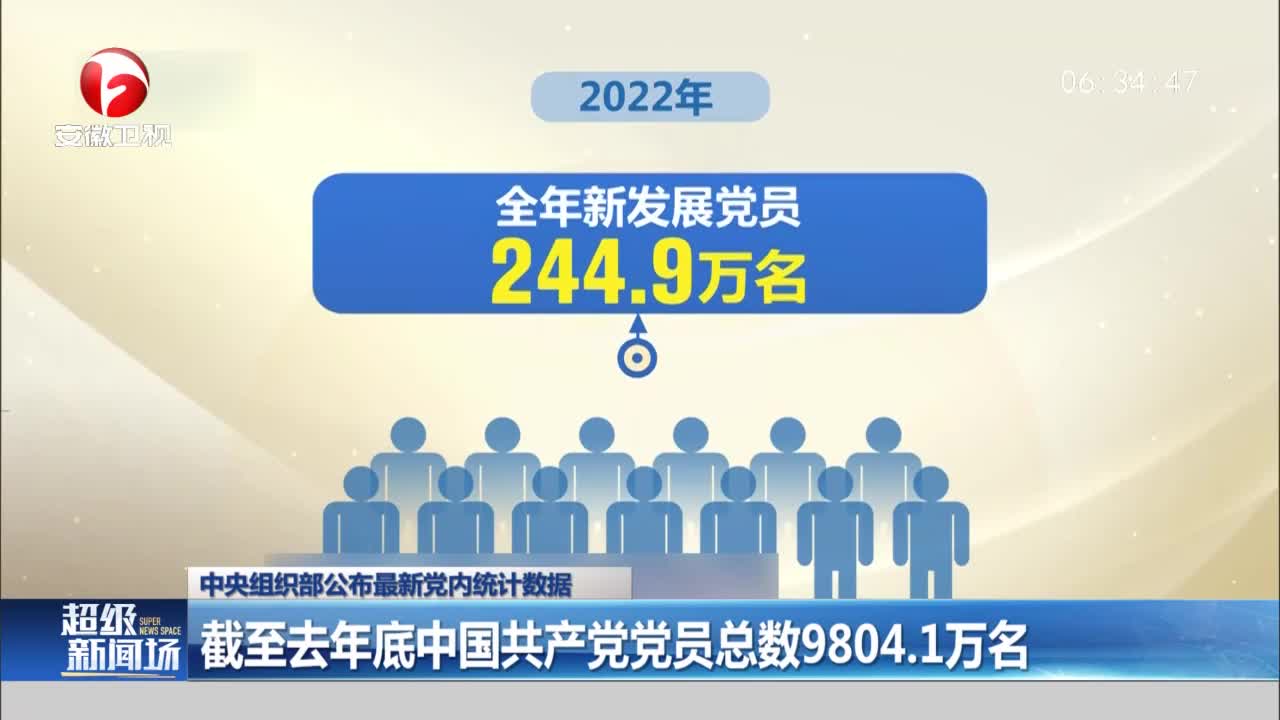 安徽卫视
06:34:47
2022年
全年新发展党员
244.9万名
中央组织部公布最新党内统计数据
截至去年底中国共产党党员总数9804.1万名
超级
新闻场
SUPER
NEWS SPACE